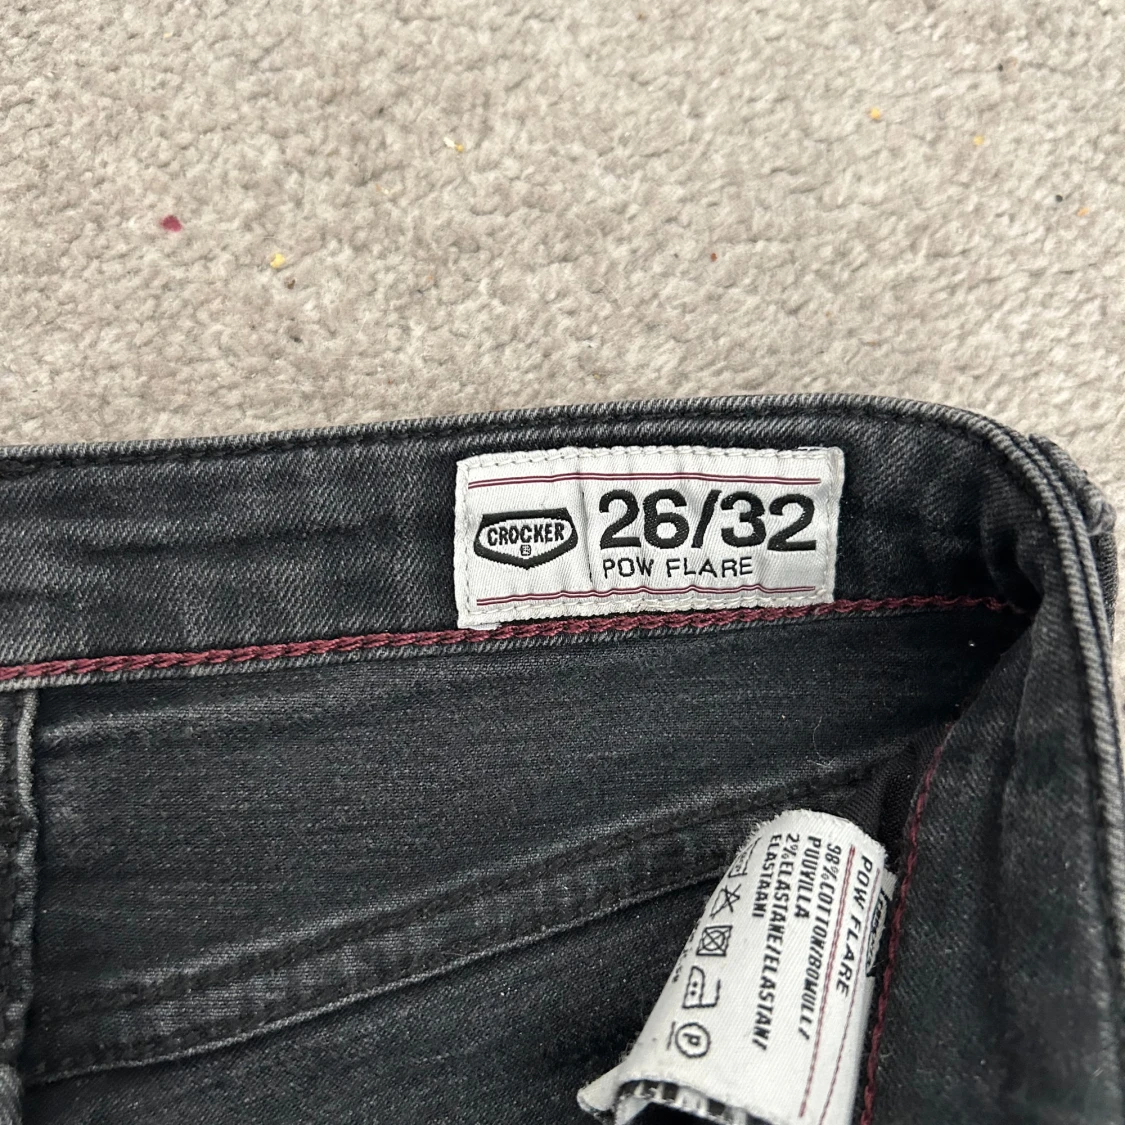 CROCKER
26/32
POW FLARE
POW FLARE
98%COTTON/BOMULL/
PUUVILLA
2%ELASTANE/ELASTAN/
ELASTAANI
P